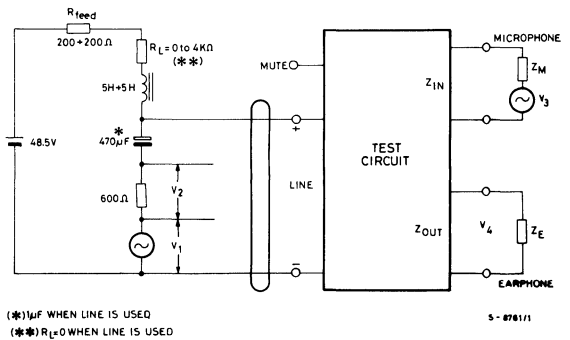 Rfeed
200+200Ω
RL=0 to 4KΩ
(**)
5H+5H
*
470µF
48.5V
600Ω
V2
V1
MUTE
+
LINE
−
TEST
CIRCUIT
ZIN
ZOUT
MICROPHONE
ZM
V3
V4
ZE
EARPHONE
(*)1µF WHEN LINE IS USED
(**) RL=0 WHEN LINE IS USED
S-8761/1